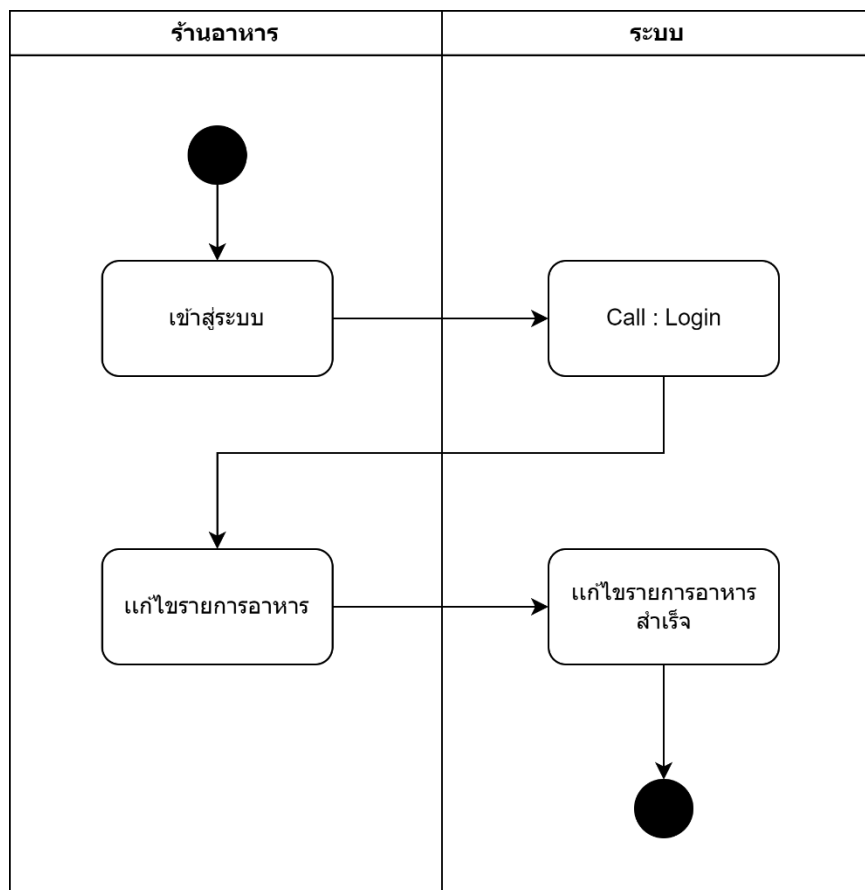 ร้านอาหาร
ระบบ
เข้าสู่ระบบ
Call : Login
แก้ไขรายการอาหาร
แก้ไขรายการอาหาร
สำเร็จ